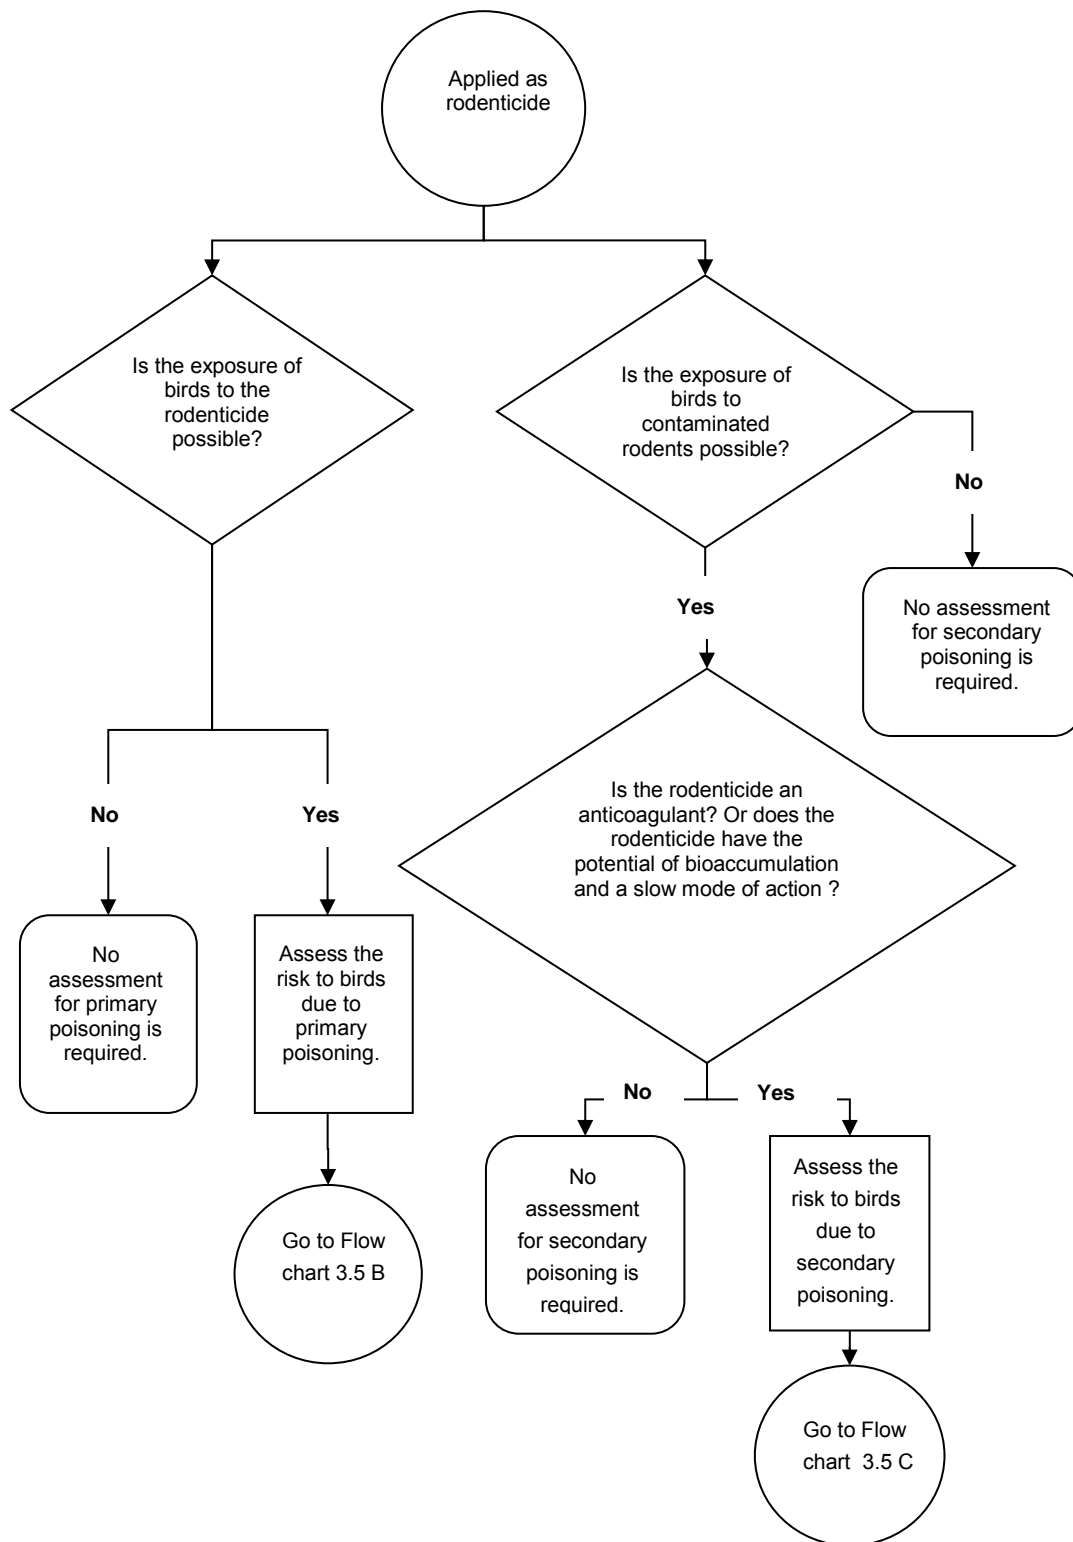 Applied as
rodenticide
Is the exposure of
birds to the
rodenticide
possible?
Is the exposure of
birds to
contaminated
rodents possible?
No
Yes
No assessment
for secondary
poisoning is
required.
Is the rodenticide an
anticoagulant? Or does the
rodenticide have the
potential of bioaccumulation
and a slow mode of action ?
No
Yes
No
assessment
for primary
poisoning is
required.
Assess the
risk to birds
due to
primary
poisoning.
No
Yes
No
assessment
for secondary
poisoning is
required.
Assess the
risk to birds
due to
secondary
poisoning.
Go to Flow
chart 3.5 B
Go to Flow
chart 3.5 C